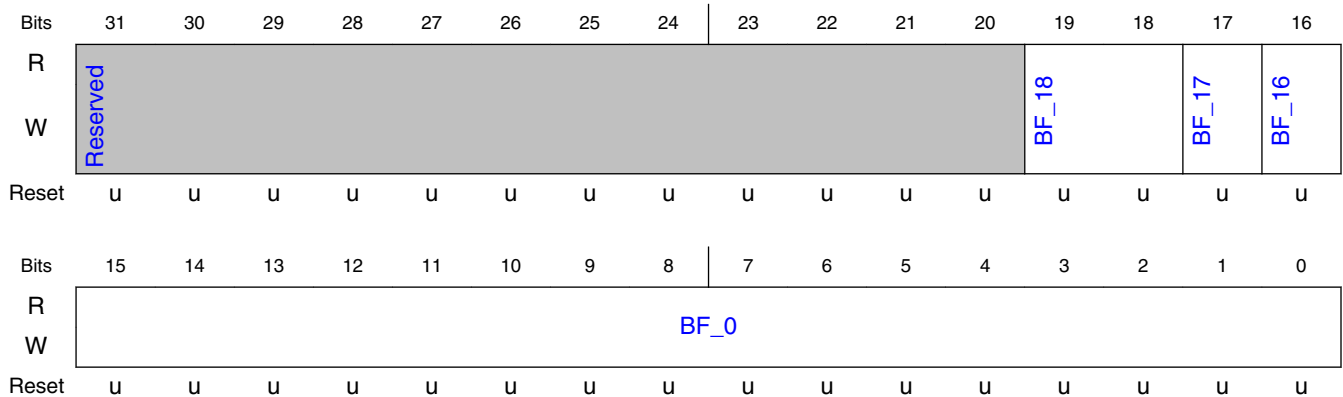 Bits 31 30 29 28 27 26 25 24 23 22 21 20 19 18 17 16
R
W
Reserved
BF_18
BF_17
BF_16
Reset u u u u u u u u u u u u u u u u
Bits 15 14 13 12 11 10 9 8 7 6 5 4 3 2 1 0
R
W
BF_0
Reset u u u u u u u u u u u u u u u u